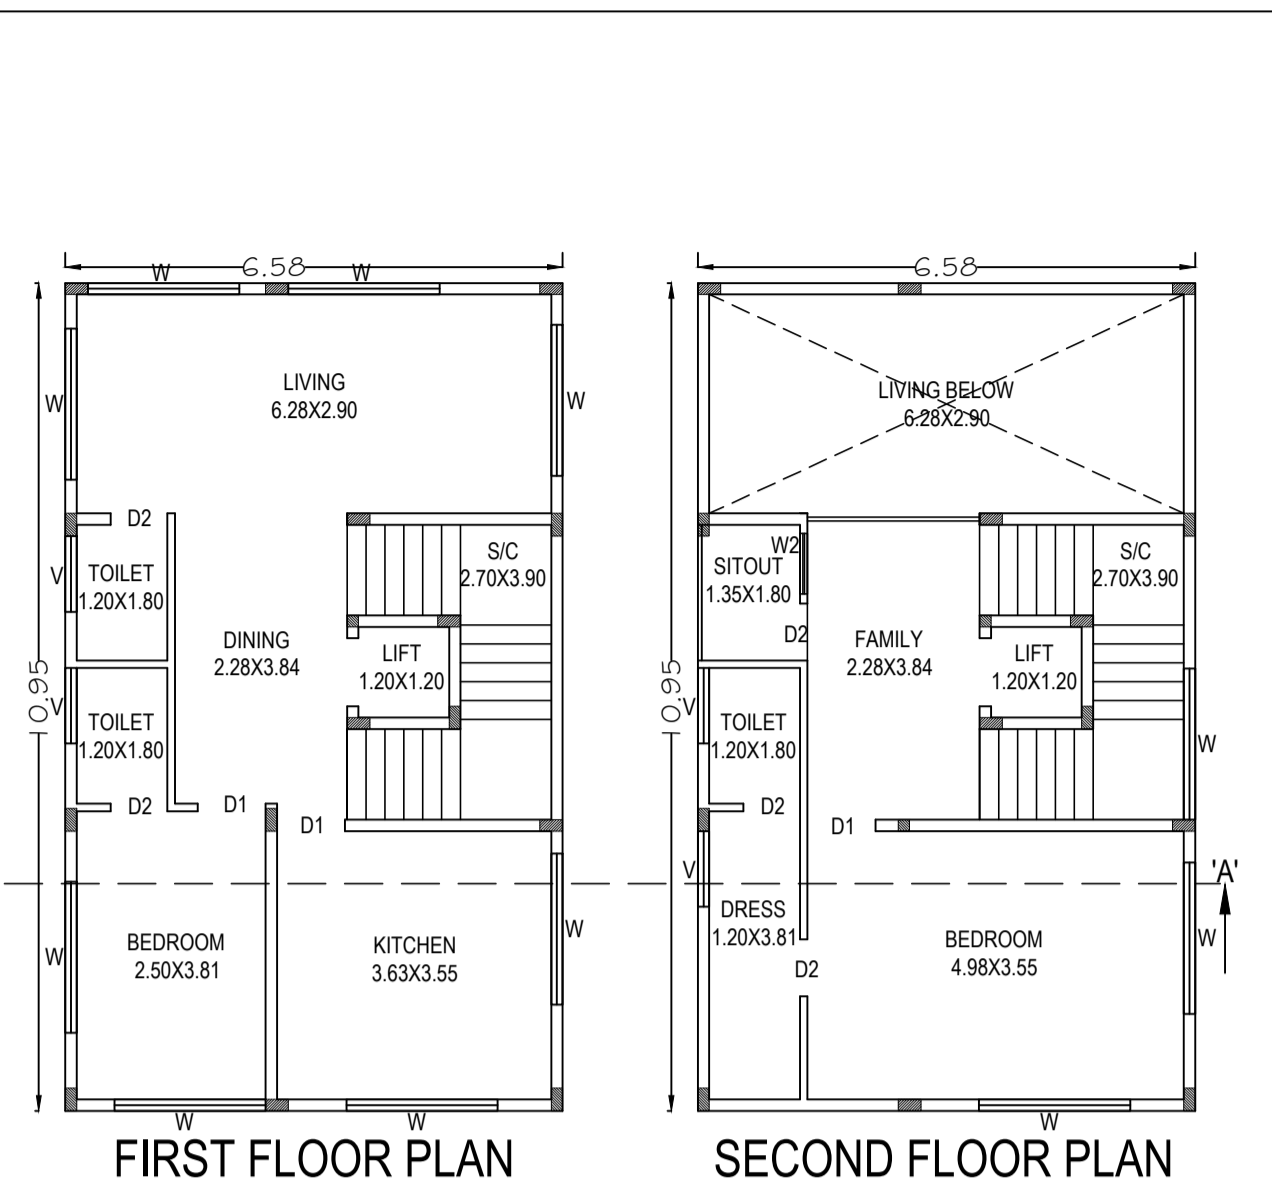 6.58
W
W
LIVING
6.28X2.90
W
W
D2
V
TOILET
1.20X1.80
S/C
2.70X3.90
DINING
2.28X3.84
LIFT
1.20X1.20
10.95
V
TOILET
1.20X1.80
D2
D1
D1
W
BEDROOM
2.50X3.81
KITCHEN
3.63X3.55
W
W
W
FIRST FLOOR PLAN
6.58
LIVING BELOW
6.28X2.90
W2
SITOUT
1.35X1.80
S/C
2.70X3.90
D2
FAMILY
2.28X3.84
LIFT
1.20X1.20
10.95
V
TOILET
1.20X1.80
W
D2
D1
V
'A'
DRESS
1.20X3.81
BEDROOM
4.98X3.55
W
D2
W
SECOND FLOOR PLAN